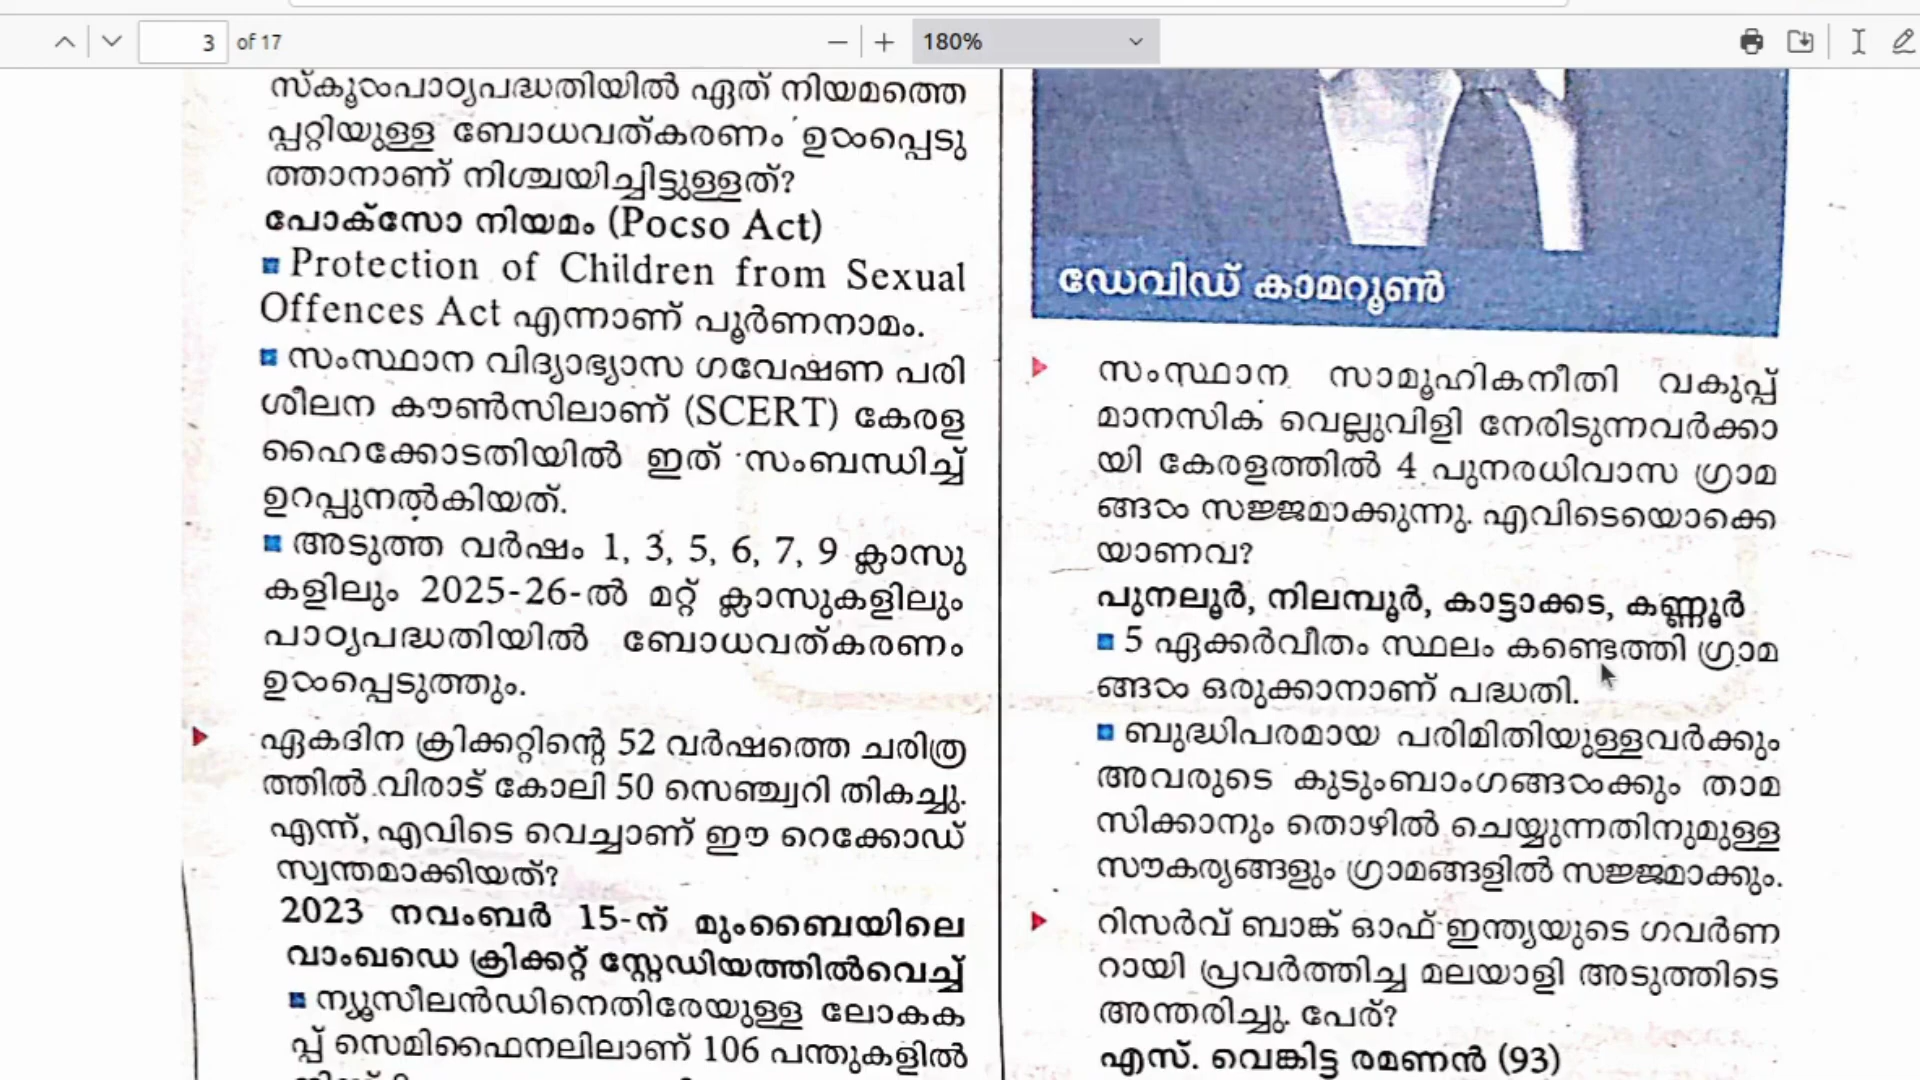 3 of 17
180%
സ്കൂൾപാഠ്യപദ്ധതിയിൽ ഏത് നിയമത്തെ
പ്പറ്റിയുള്ള ബോധവത്കരണം ഉൾപ്പെടു
ത്താനാണ് നിശ്ചയിച്ചിട്ടുള്ളത്?
പോക്സോ നിയമം (Pocso Act)
Protection of Children from Sexual
Offences Act എന്നാണ് പൂർണനാമം.
സംസ്ഥാന വിദ്യാഭ്യാസ ഗവേഷണ പരി
ശീലന കൗൺസിലാണ് (SCERT) കേരള
ഹൈക്കോടതിയിൽ ഇത് സംബന്ധിച്ച്
ഉറപ്പുനൽകിയത്.
അടുത്ത വർഷം 1, 3, 5, 6, 7, 9 ക്ലാസു
കളിലും 2025-26-ൽ മറ്റ് ക്ലാസുകളിലും
പാഠ്യപദ്ധതിയിൽ ബോധവത്കരണം
ഉൾപ്പെടുത്തും.
ഏകദിന ക്രിക്കറ്റിന്റെ 52 വർഷത്തെ ചരിത്ര
ത്തിൽ വിരാട് കോലി 50 സെഞ്ച്വറി തികച്ചു.
എന്ന്, എവിടെ വെച്ചാണ് ഈ റെക്കോഡ്
സ്വന്തമാക്കിയത്?
2023 നവംബർ 15-ന് മുംബൈയിലെ
വാംഖഡെ ക്രിക്കറ്റ് സ്റ്റേഡിയത്തിൽവെച്ച്
ന്യൂസീലൻഡിനെതിരേയുള്ള ലോകക
പ്പ് സെമിഫൈനലിലാണ് 106 പന്തുകളിൽ
ഡേവിഡ് കാമറൂൺ
സംസ്ഥാന സാമൂഹികനീതി വകുപ്പ്
മാനസിക വെല്ലുവിളി നേരിടുന്നവർക്കാ
യി കേരളത്തിൽ 4 പുനരധിവാസ ഗ്രാമ
ങ്ങൾ സജ്ജമാക്കുന്നു. എവിടെയൊക്കെ
യാണവ?
പുനലൂർ, നിലമ്പൂർ, കാട്ടാക്കട, കണ്ണൂർ
5 ഏക്കർവീതം സ്ഥലം കണ്ടെത്തി ഗ്രാമ
ങ്ങൾ ഒരുക്കാനാണ് പദ്ധതി.
ബുദ്ധിപരമായ പരിമിതിയുള്ളവർക്കും
അവരുടെ കുടുംബാംഗങ്ങൾക്കും താമ
സിക്കാനും തൊഴിൽ ചെയ്യുന്നതിനുമുള്ള
സൗകര്യങ്ങളും ഗ്രാമങ്ങളിൽ സജ്ജമാക്കും.
റിസർവ് ബാങ്ക് ഓഫ് ഇന്ത്യയുടെ ഗവർണ
റായി പ്രവർത്തിച്ച മലയാളി അടുത്തിടെ
അന്തരിച്ചു. പേര്?
എസ്. വെങ്കിട്ട രമണൻ (93)